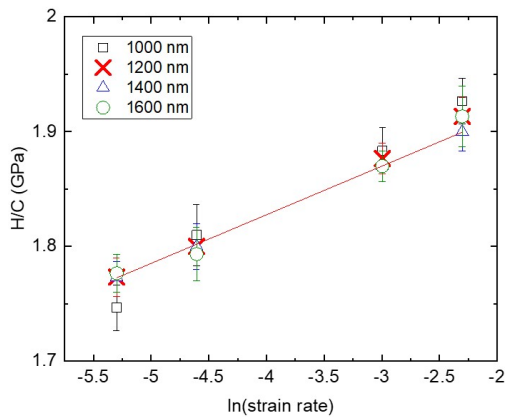 2
1.9
1.8
1.7
H/C (GPa)
1000 nm
1200 nm
1400 nm
1600 nm
-5.5 -5 -4.5 -4 -3.5 -3 -2.5 -2
ln(strain rate)